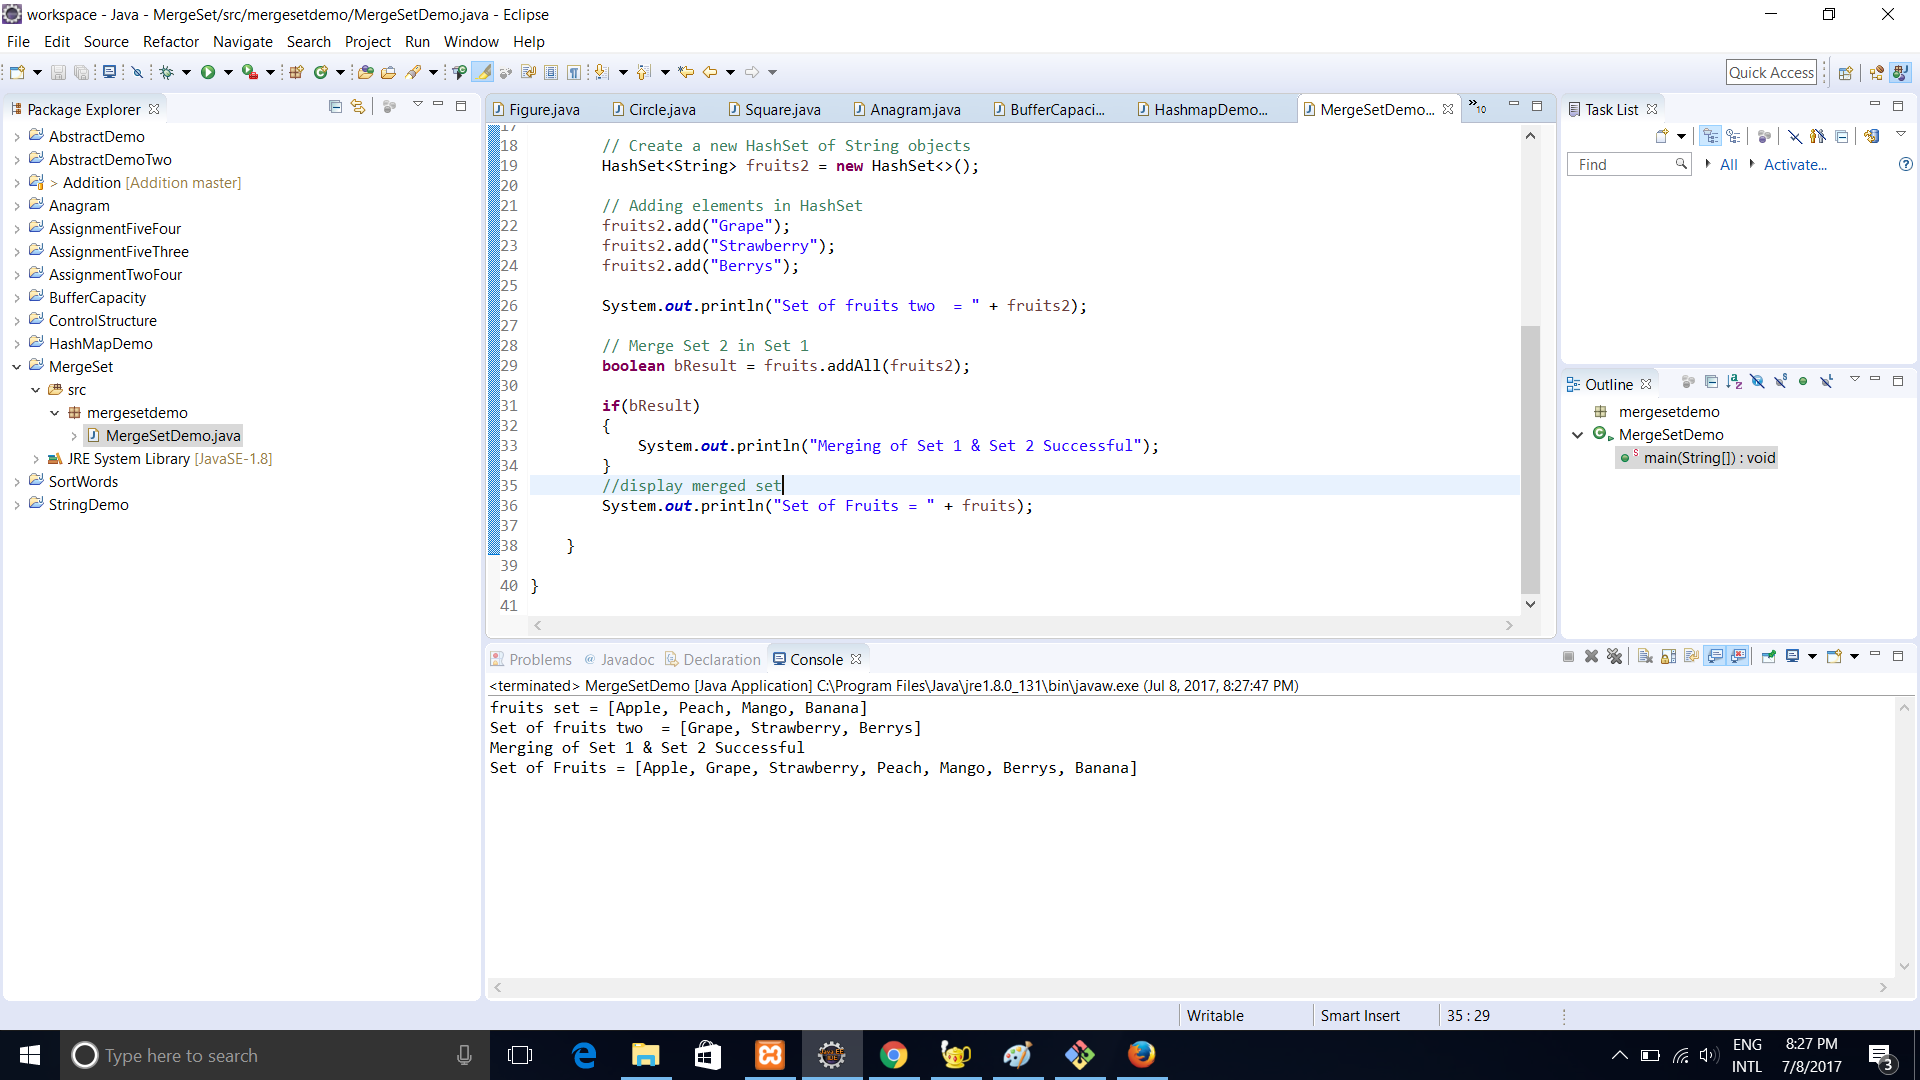 workspace - Java - MergeSet/src/mergesetdemo/MergeSetDemo.java - Eclipse
File Edit Source Refactor Navigate Search Project Run Window Help
Quick Access
Package Explorer
AbstractDemo
AbstractDemoTwo
> Addition [Addition master]
Anagram
AssignmentFiveFour
AssignmentFiveThree
AssignmentTwoFour
BufferCapacity
ControlStructure
HashMapDemo
MergeSet
src
mergesetdemo
MergeSetDemo.java
JRE System Library [JavaSE-1.8]
SortWords
StringDemo
Figure.java Circle.java Square.java Anagram.java BufferCapaci... HashmapDemo... MergeSetDemo... »10
17
18 // Create a new HashSet of String objects
19 HashSet<String> fruits2 = new HashSet<>();
20
21 // Adding elements in HashSet
22 fruits2.add("Grape");
23 fruits2.add("Strawberry");
24 fruits2.add("Berrys");
25
26 System.out.println("Set of fruits two  = " + fruits2);
27
28 // Merge Set 2 in Set 1
29 boolean bResult = fruits.addAll(fruits2);
30
31 if(bResult)
32 {
33 System.out.println("Merging of Set 1 & Set 2 Successful");
34 }
35 //display merged set
36 System.out.println("Set of Fruits = " + fruits);
37
38 }
39
40 }
41
Task List
Find All Activate...
Outline
mergesetdemo
MergeSetDemo
main(String[]) : void
Problems @ Javadoc Declaration Console
<terminated> MergeSetDemo [Java Application] C:\Program Files\Java\jre1.8.0_131\bin\javaw.exe (Jul 8, 2017, 8:27:47 PM)
fruits set = [Apple, Peach, Mango, Banana]
Set of fruits two  = [Grape, Strawberry, Berrys]
Merging of Set 1 & Set 2 Successful
Set of Fruits = [Apple, Grape, Strawberry, Peach, Mango, Berrys, Banana]
Writable Smart Insert 35 : 29
Type here to search
ENG
INTL
8:27 PM
7/8/2017
3